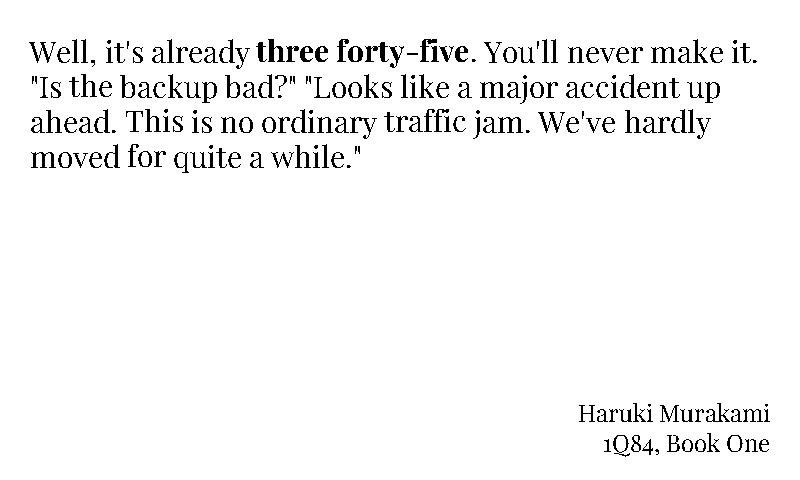 Well, it's already three forty-five. You'll never make it.
"Is the backup bad?" "Looks like a major accident up
ahead. This is no ordinary traffic jam. We've hardly
moved for quite a while."
Haruki Murakami
1Q84, Book One